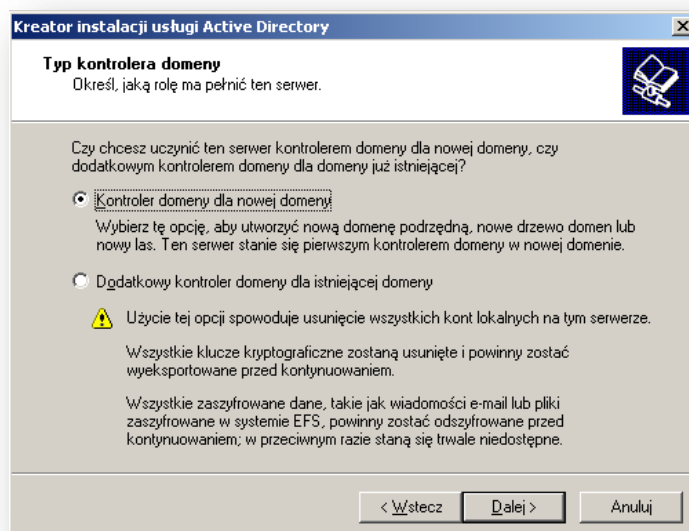 Kreator instalacji usługi Active Directory
Typ kontrolera domeny
Określ, jaką rolę ma pełnić ten serwer.
Czy chcesz uczynić ten serwer kontrolerem domeny dla nowej domeny, czy
dodatkowym kontrolerem domeny dla domeny już istniejącej?
Kontroler domeny dla nowej domeny
Wybierz tę opcję, aby utworzyć nową domenę podrzędną, nowe drzewo domen lub
nowy las. Ten serwer stanie się pierwszym kontrolerem domeny w nowej domenie.
Dodatkowy kontroler domeny dla istniejącej domeny
Użycie tej opcji spowoduje usunięcie wszystkich kont lokalnych na tym serwerze.
Wszystkie klucze kryptograficzne zostaną usunięte i powinny zostać
wyeksportowane przed kontynuowaniem.
Wszystkie zaszyfrowane dane, takie jak wiadomości e-mail lub pliki
zaszyfrowane w systemie EFS, powinny zostać odszyfrowane przed
kontynuowaniem; w przeciwnym razie staną się trwale niedostępne.
< Wstecz Dalej > Anuluj